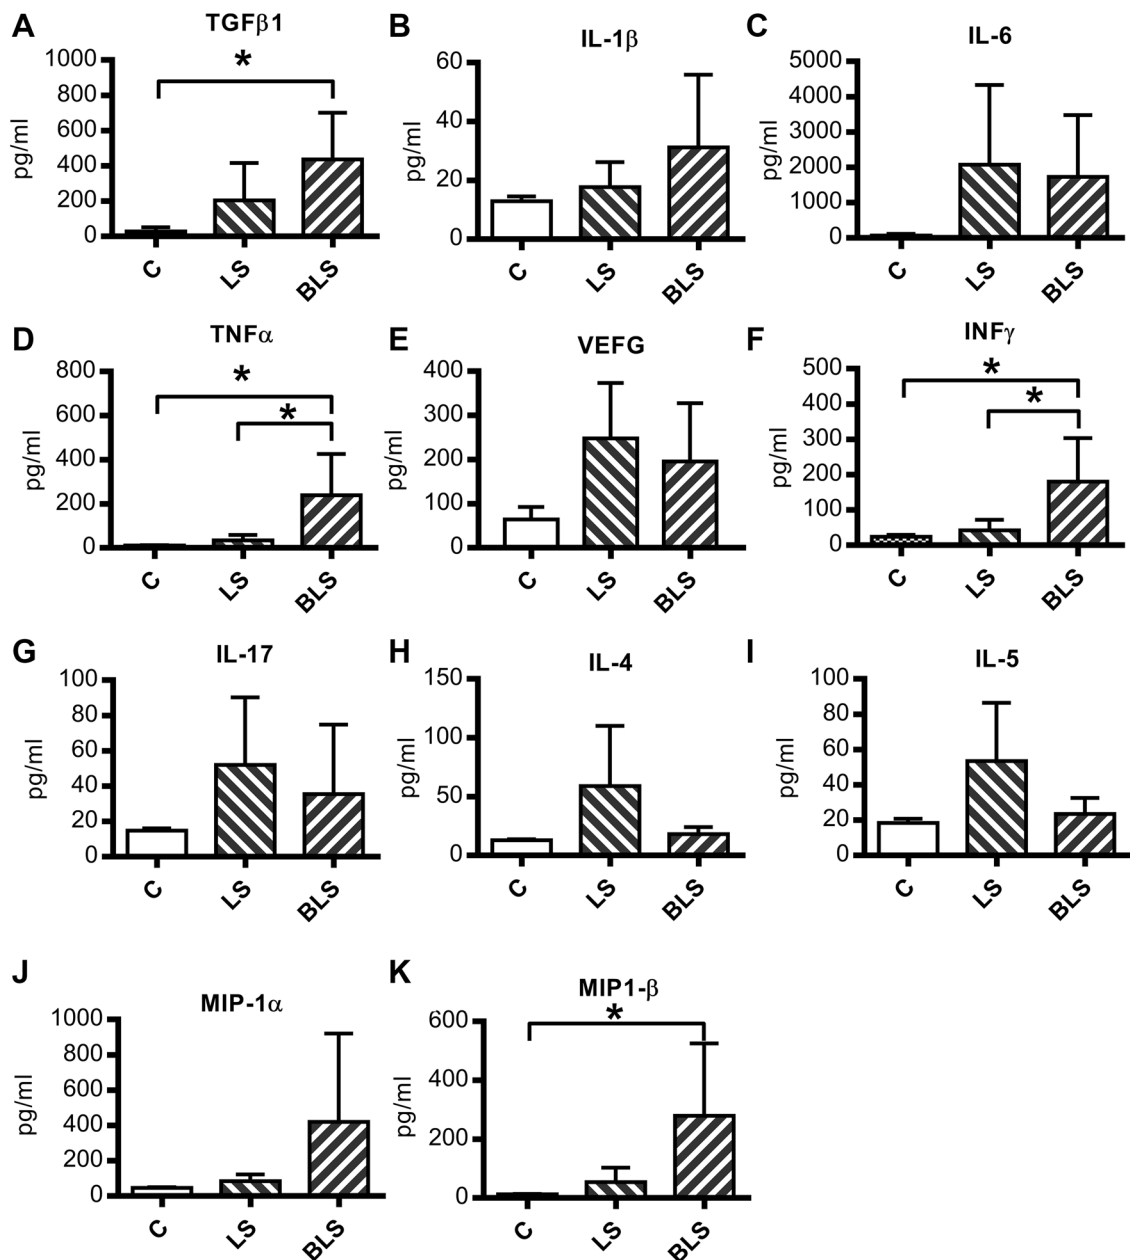 A
TGFβ1
1000
800
600
400
200
0
pg/ml
*
C
LS
BLS
B
IL-1β
60
40
20
0
pg/ml
C
LS
BLS
C
IL-6
5000
4000
3000
2000
1000
0
pg/ml
C
LS
BLS
D
TNFα
800
600
400
200
0
pg/ml
*
*
C
LS
BLS
E
VEFG
400
300
200
100
0
pg/ml
C
LS
BLS
F
INFγ
500
400
300
200
100
0
pg/ml
*
*
C
LS
BLS
G
IL-17
100
80
60
40
20
0
pg/ml
C
LS
BLS
H
IL-4
150
100
50
0
pg/ml
C
LS
BLS
I
IL-5
100
80
60
40
20
0
pg/ml
C
LS
BLS
J
MIP-1α
1000
800
600
400
200
0
pg/ml
C
LS
BLS
K
MIP1-β
600
400
200
0
pg/ml
*
C
LS
BLS